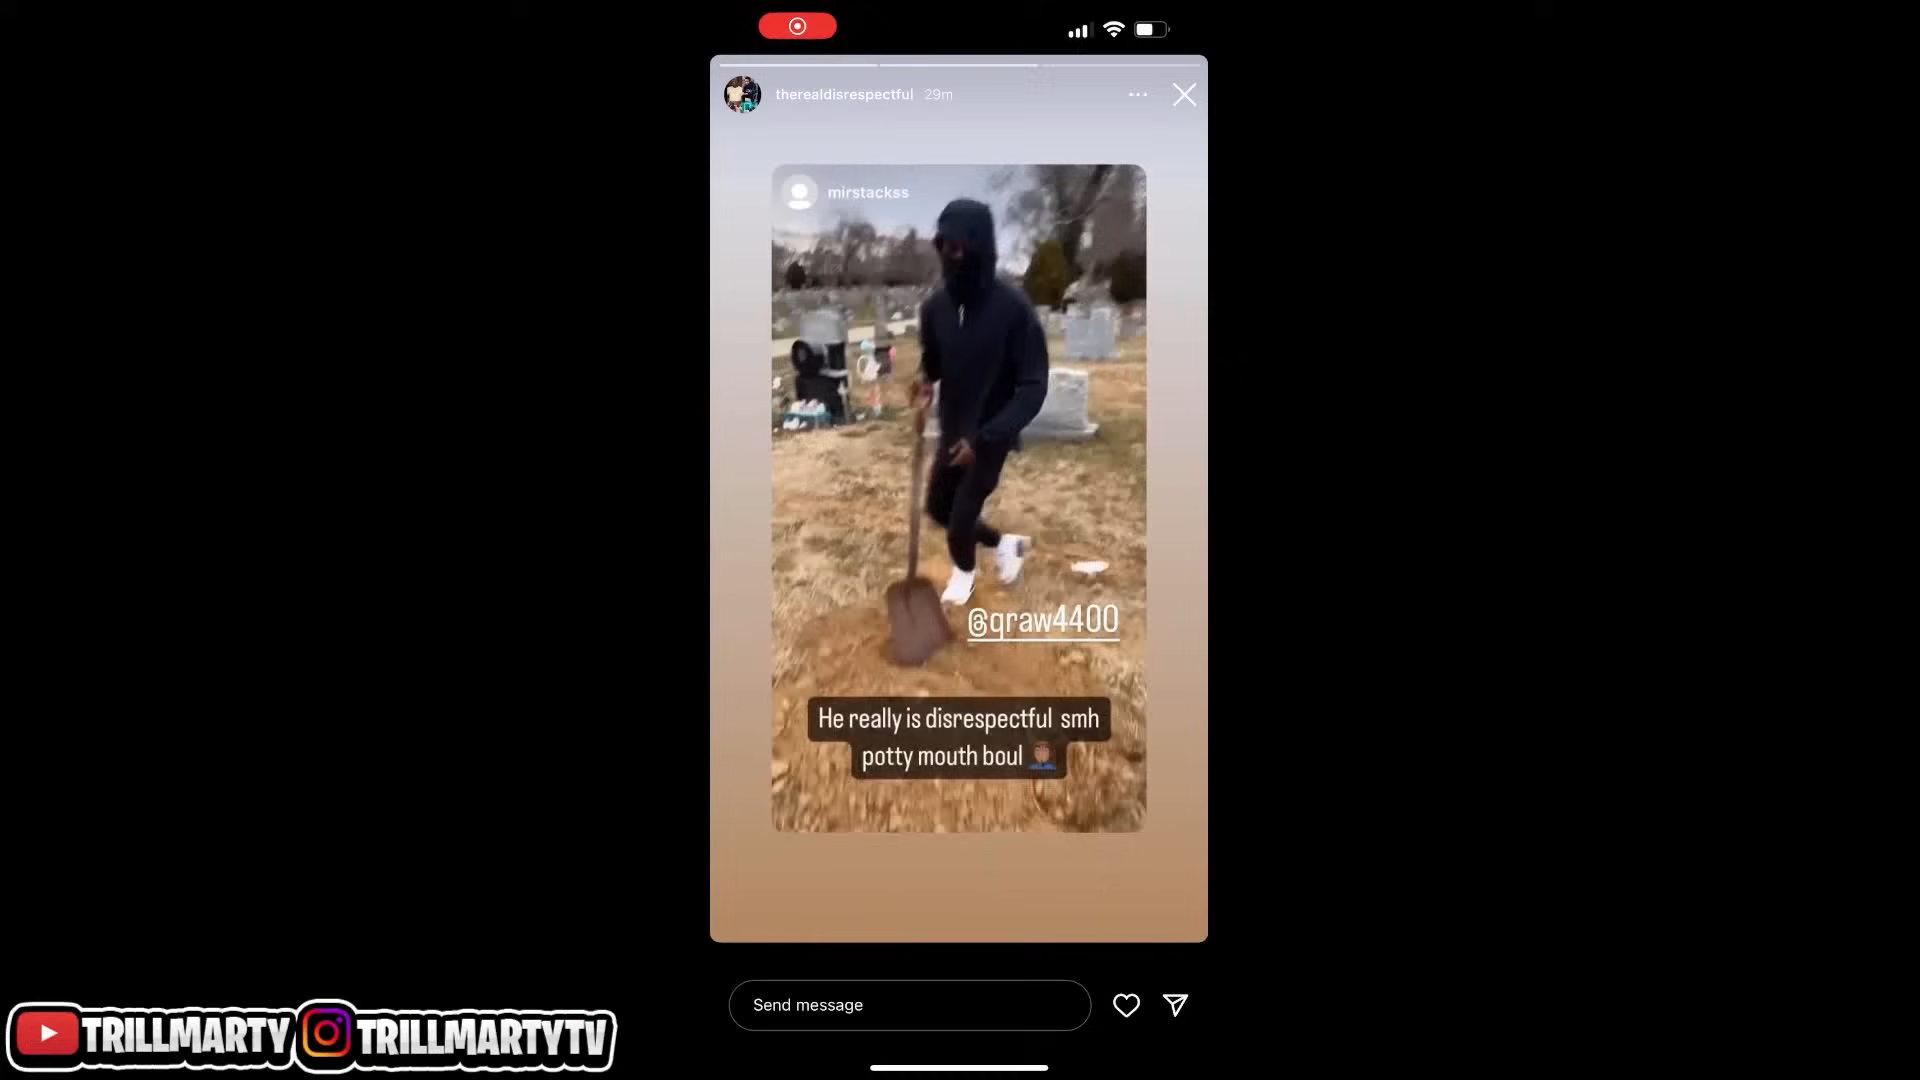 therealdisrespectful 29m
mirstackss
@qraw4400
He really is disrespectful smh
potty mouth boul
Send message
TRILLMARTY TRILLMARTYTV